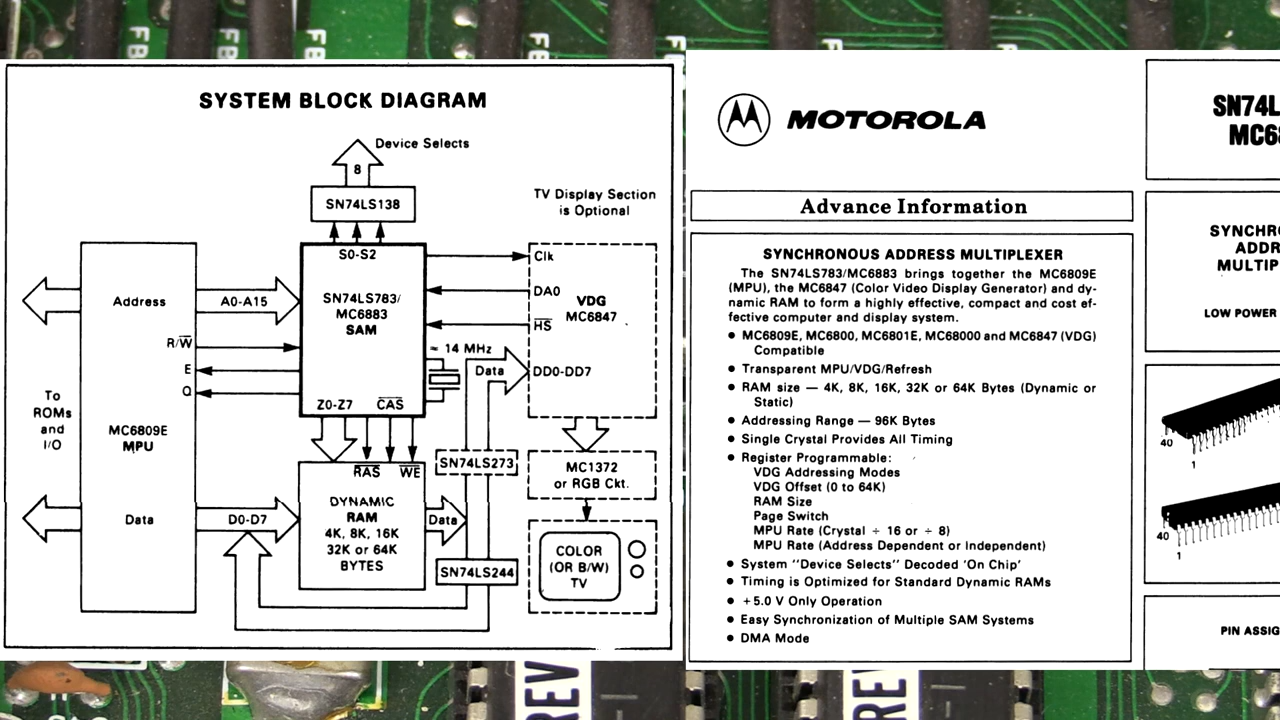 FB
FB
FB
FB
FB
SYSTEM BLOCK DIAGRAM
Device Selects
8
SN74LS138
TV Display Section
is Optional
S0-S2
Clk
Address
A0-A15
SN74LS783/
MC6883
SAM
DA0
VDG
MC6847
HS
R/W
≈ 14 MHz
E
Data
DD0-DD7
Q
To
ROMs
and
I/O
Z0-Z7
CAS
MC6809E
MPU
RAS
WE
SN74LS273
MC1372
or RGB Ckt.
Data
D0-D7
DYNAMIC
RAM
4K, 8K, 16K
32K or 64K
BYTES
Data
COLOR
(OR B/W)
TV
SN74LS244
MOTOROLA
Advance Information
SYNCHRONOUS ADDRESS MULTIPLEXER
The SN74LS783/MC6883 brings together the MC6809E
(MPU), the MC6847 (Color Video Display Generator) and dy-
namic RAM to form a highly effective, compact and cost ef-
fective computer and display system.
● MC6809E, MC6800, MC6801E, MC68000 and MC6847 (VDG)
Compatible
● Transparent MPU/VDG/Refresh
● RAM size — 4K, 8K, 16K, 32K or 64K Bytes (Dynamic or
Static)
● Addressing Range — 96K Bytes
● Single Crystal Provides All Timing
● Register Programmable:
VDG Addressing Modes
VDG Offset (0 to 64K)
RAM Size
Page Switch
MPU Rate (Crystal ÷ 16 or ÷ 8)
MPU Rate (Address Dependent or Independent)
● System "Device Selects" Decoded 'On Chip'
● Timing is Optimized for Standard Dynamic RAMs
● +5.0 V Only Operation
● Easy Synchronization of Multiple SAM Systems
● DMA Mode
SN74L
MC68
SYNCHRO
ADDR
MULTIP
LOW POWER
40
1
40
1
PIN ASSIG
REV
REV